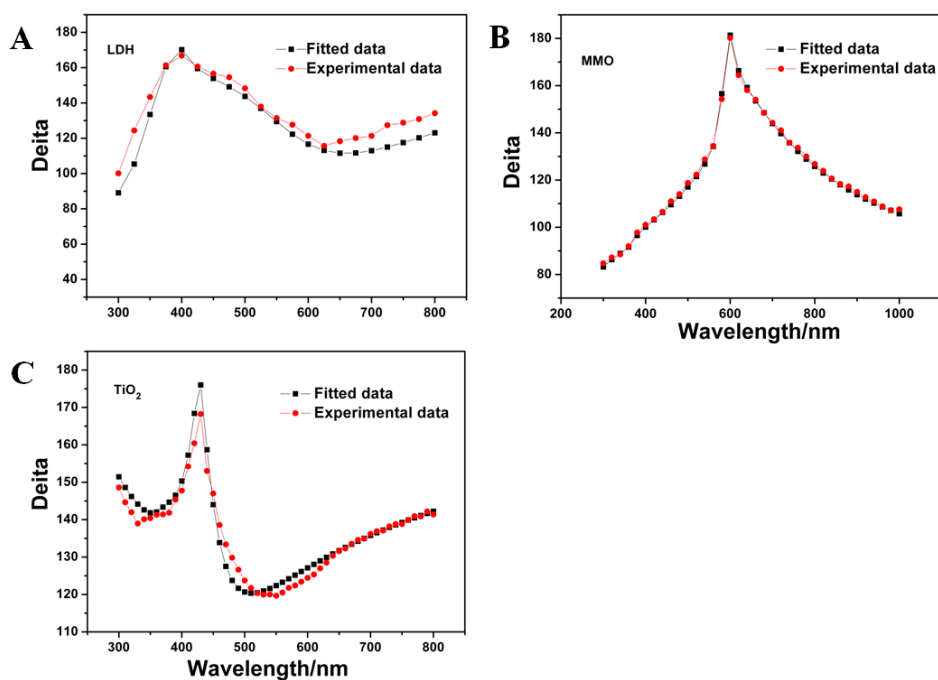 A
LDH
Fitted data
Experimental data
Deita
180
160
140
120
100
80
60
40
300 400 500 600 700 800
B
MMO
Fitted data
Experimental data
Deita
180
160
140
120
100
80
200 400 600 800 1000
Wavelength/nm
C
TiO₂
Fitted data
Experimental data
Deita
180
170
160
150
140
130
120
110
300 400 500 600 700 800
Wavelength/nm